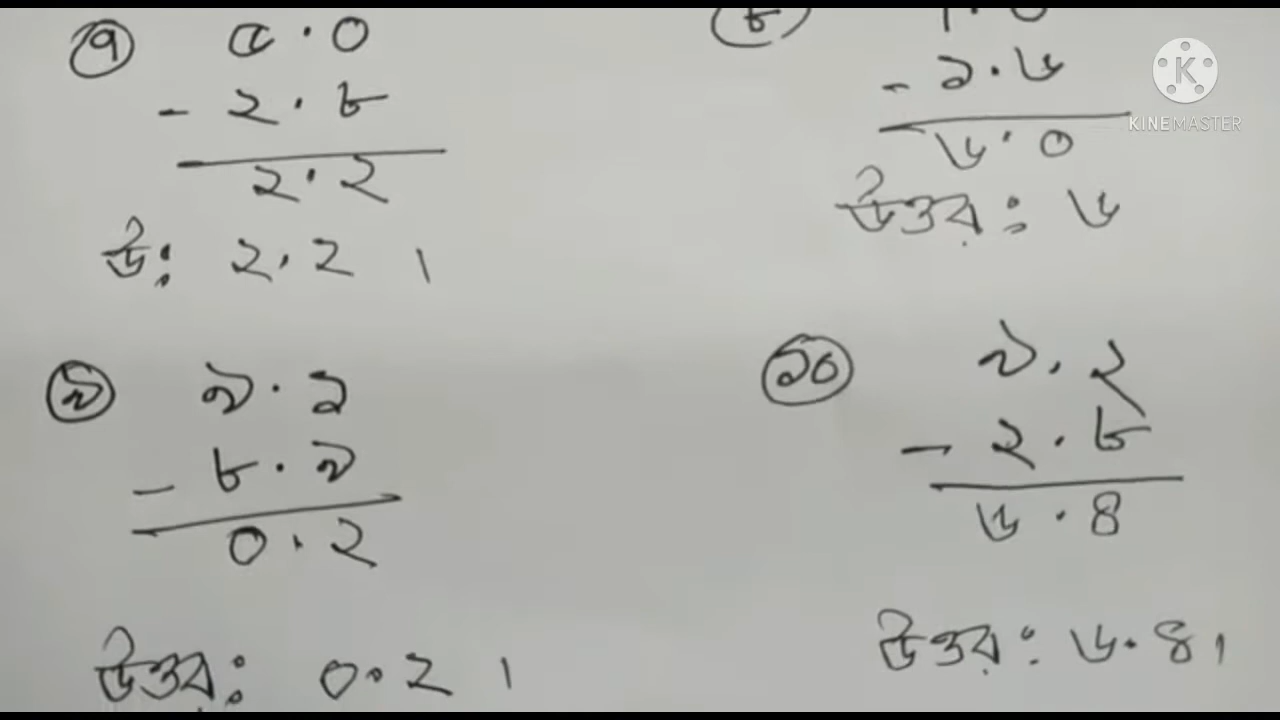 ৭ ৫.০
- ২.৮
২.২
উ: ২.২ ।
৮
- ১.৬
৬.০
উত্তর : ৬
KINEMASTER
৯ ৯.১
- ৮.৯
০.২
উত্তর : ০.২ ।
১০ ৯.২
- ২.৮
৬.৪
উত্তর : ৬.৪।